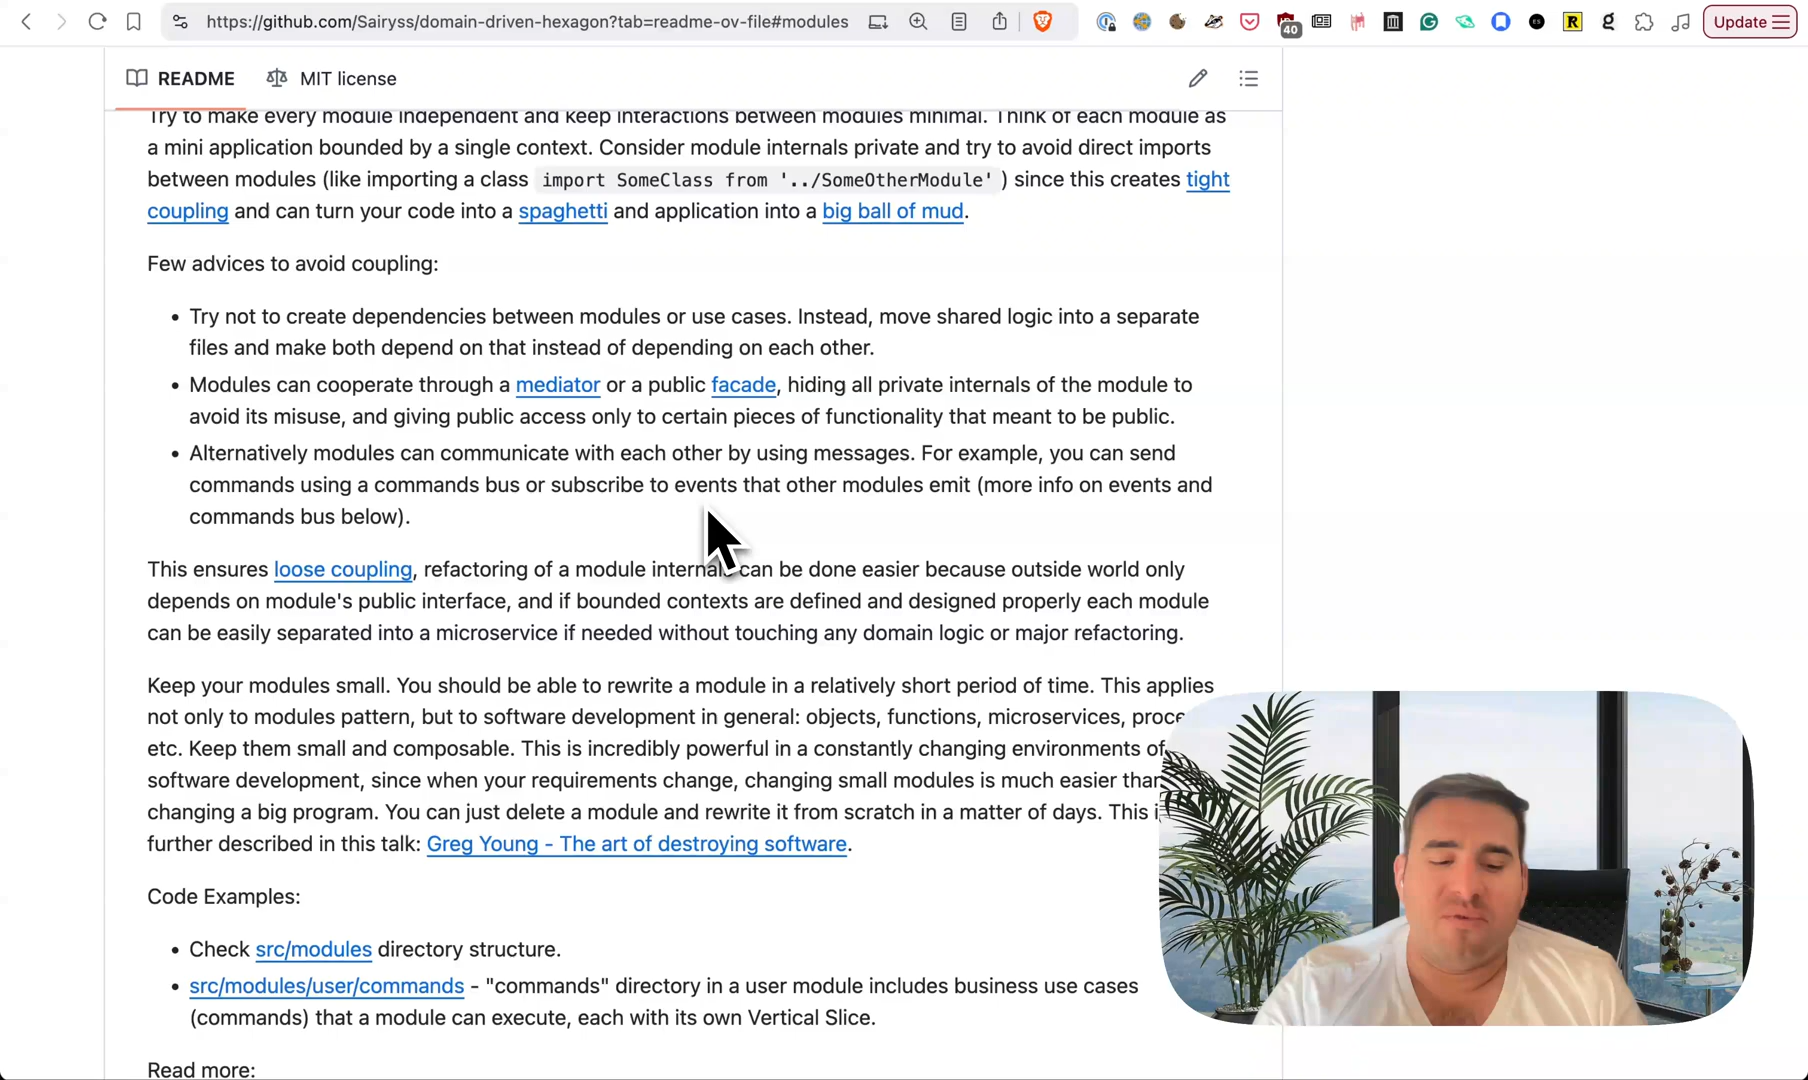 https://github.com/Sairyss/domain-driven-hexagon?tab=readme-ov-file#modules
40
Update
README
MIT license
Try to make every module independent and keep interactions between modules minimal. Think of each module as
a mini application bounded by a single context. Consider module internals private and try to avoid direct imports
between modules (like importing a class import SomeClass from '../SomeOtherModule' ) since this creates tight
coupling and can turn your code into a spaghetti and application into a big ball of mud.
Few advices to avoid coupling:
• Try not to create dependencies between modules or use cases. Instead, move shared logic into a separate
files and make both depend on that instead of depending on each other.
• Modules can cooperate through a mediator or a public facade, hiding all private internals of the module to
avoid its misuse, and giving public access only to certain pieces of functionality that meant to be public.
• Alternatively modules can communicate with each other by using messages. For example, you can send
commands using a commands bus or subscribe to events that other modules emit (more info on events and
commands bus below).
This ensures loose coupling, refactoring of a module internals can be done easier because outside world only
depends on module's public interface, and if bounded contexts are defined and designed properly each module
can be easily separated into a microservice if needed without touching any domain logic or major refactoring.
Keep your modules small. You should be able to rewrite a module in a relatively short period of time. This applies
not only to modules pattern, but to software development in general: objects, functions, microservices,
etc. Keep them small and composable. This is incredibly powerful in a constantly changing environments of
software development, since when your requirements change, changing small modules is much easier than
changing a big program. You can just delete a module and rewrite it from scratch in a matter of days. This
further described in this talk: Greg Young - The art of destroying software.
Code Examples:
• Check src/modules directory structure.
• src/modules/user/commands - "commands" directory in a user module includes business use cases
(commands) that a module can execute, each with its own Vertical Slice.
Read more: